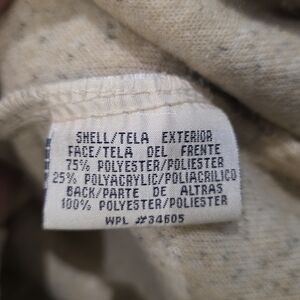 SHELL/TELA EXTERIOR
FACE/TELA DEL FRENTE
75% POLYESTER/POLIESTER
25% POLYACRYLIC/POLIACRILICO
BACK/PARTE DE ALTRAS
100% POLYESTER/POLIESTER
WPL #34605